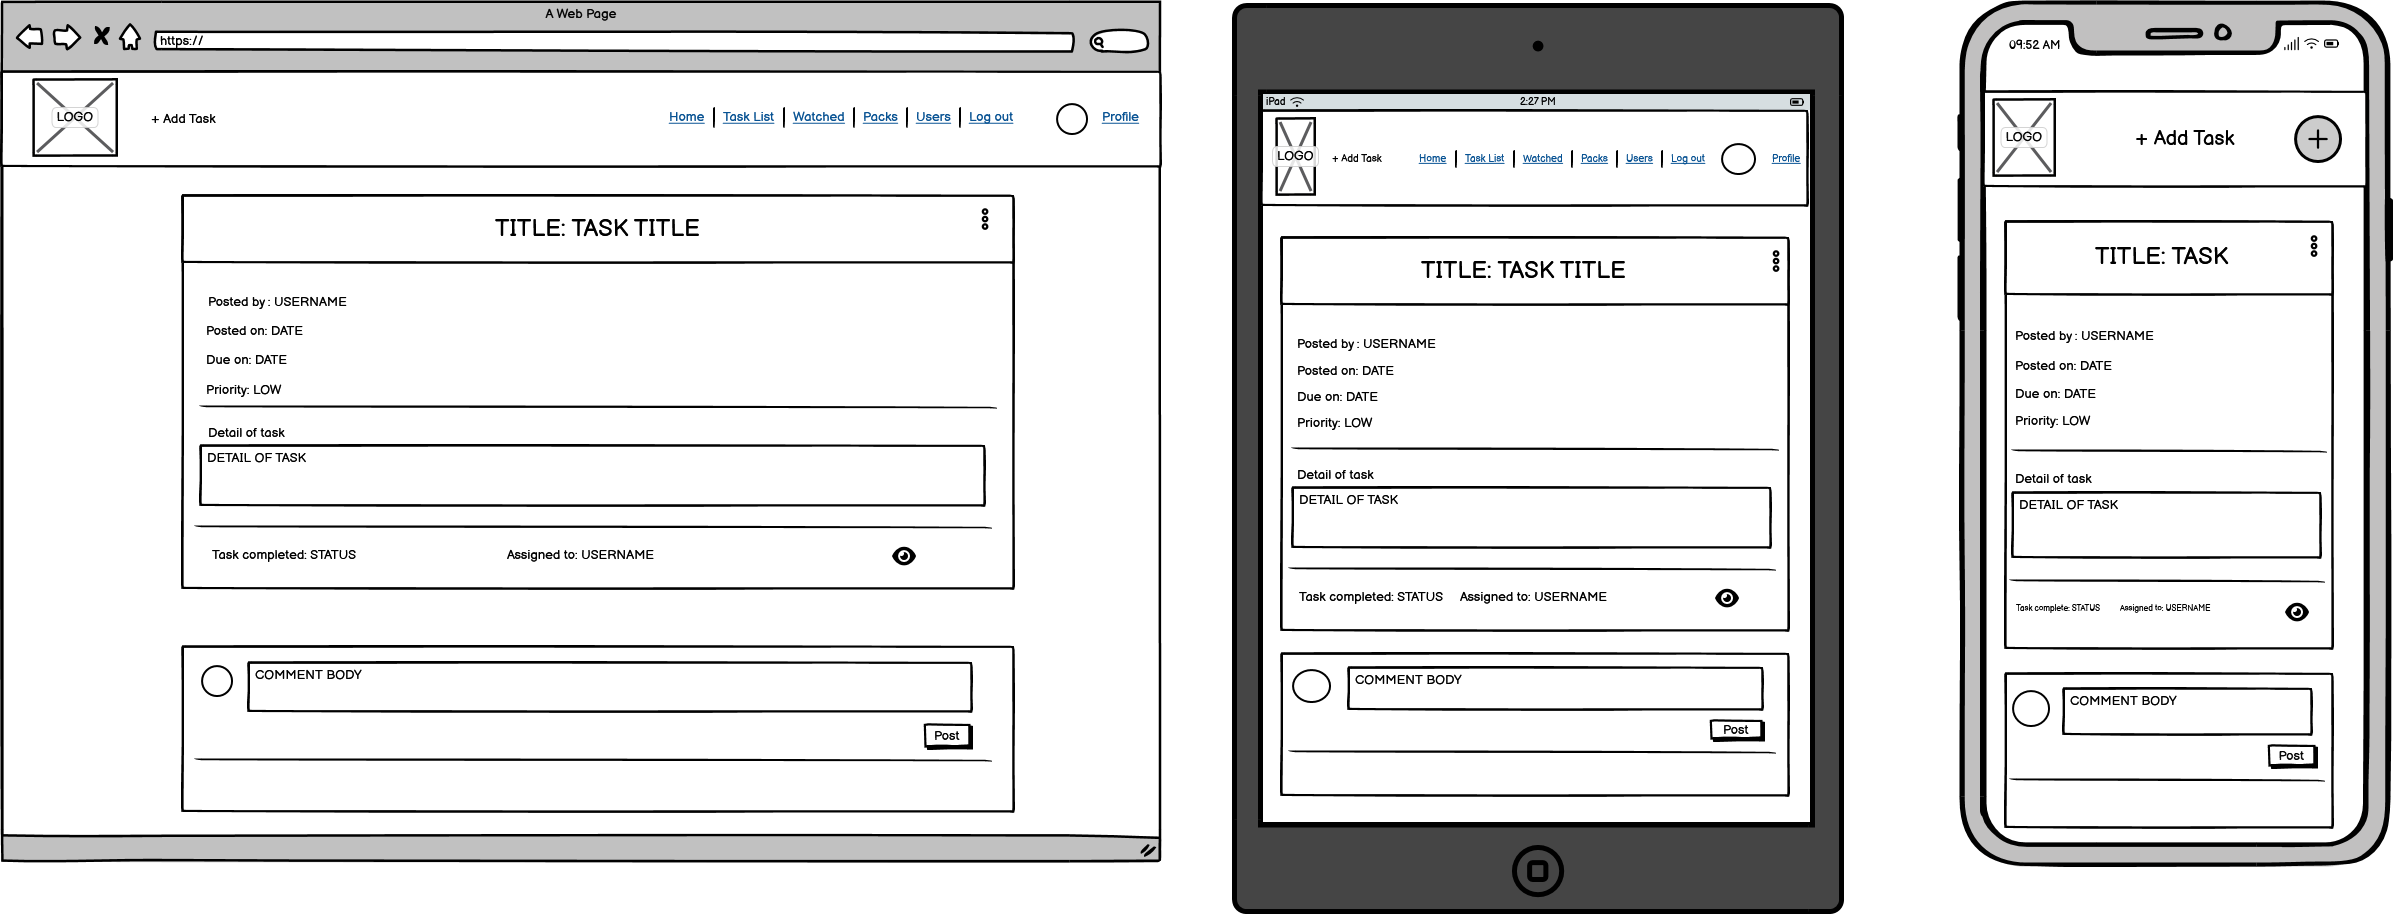 A Web Page
https://
LOGO
+ Add Task
Home | Task List | Watched | Packs | Users | Log out
Profile
TITLE: TASK TITLE
Posted by : USERNAME
Posted on: DATE
Due on: DATE
Priority: LOW
Detail of task
DETAIL OF TASK
Task completed: STATUS
Assigned to: USERNAME
COMMENT BODY
Post
iPad
2:27 PM
LOGO
+ Add Task
Home | Task List | Watched | Packs | Users | Log out
Profile
TITLE: TASK TITLE
Posted by : USERNAME
Posted on: DATE
Due on: DATE
Priority: LOW
Detail of task
DETAIL OF TASK
Task completed: STATUS
Assigned to: USERNAME
COMMENT BODY
Post
09:52 AM
LOGO
+ Add Task
TITLE: TASK
Posted by : USERNAME
Posted on: DATE
Due on: DATE
Priority: LOW
Detail of task
DETAIL OF TASK
Task complete: STATUS
Assigned to: USERNAME
COMMENT BODY
Post